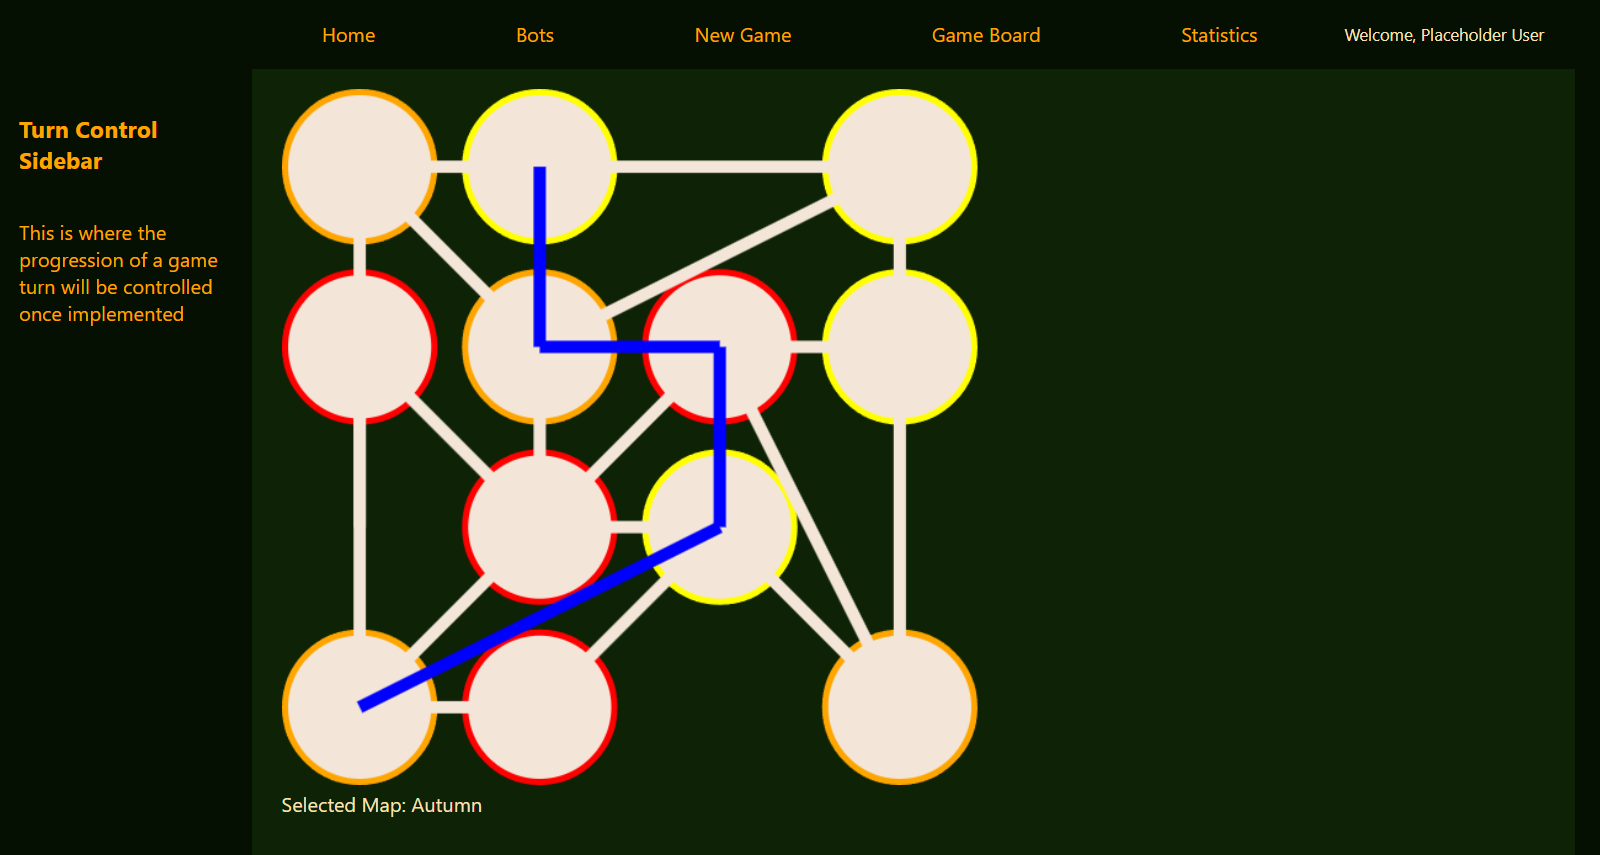 Home
Bots
New Game
Game Board
Statistics
Welcome, Placeholder User
Turn Control
Sidebar
This is where the
progression of a game
turn will be controlled
once implemented
Selected Map: Autumn